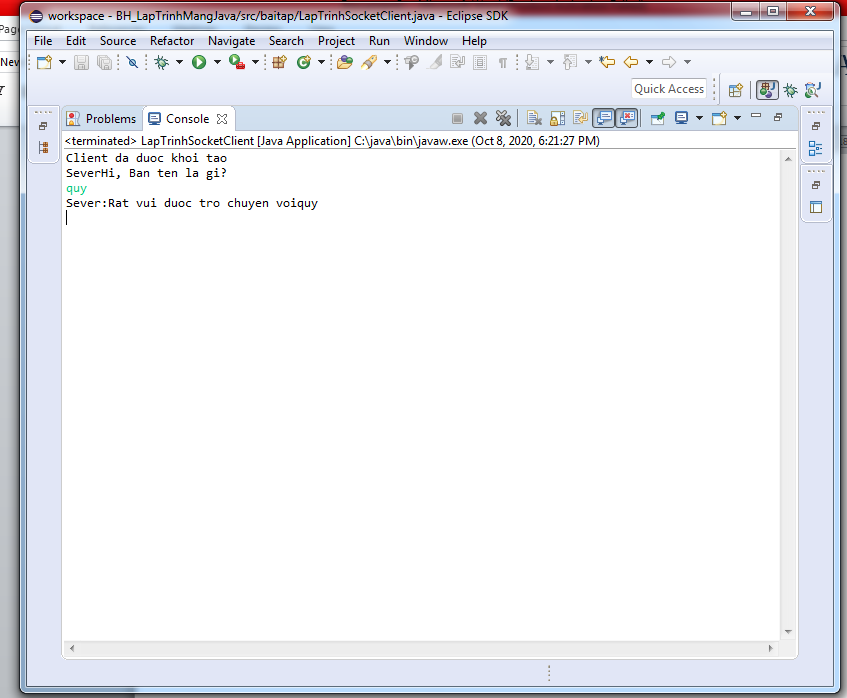 workspace - BH_LapTrinhMangJava/src/baitap/LapTrinhSocketClient.java - Eclipse SDK
File Edit Source Refactor Navigate Search Project Run Window Help
Quick Access
Problems Console
<terminated> LapTrinhSocketClient [Java Application] C:\java\bin\javaw.exe (Oct 8, 2020, 6:21:27 PM)
Client da duoc khoi tao
SeverHi, Ban ten la gi?
quy
Sever:Rat vui duoc tro chuyen voiquy